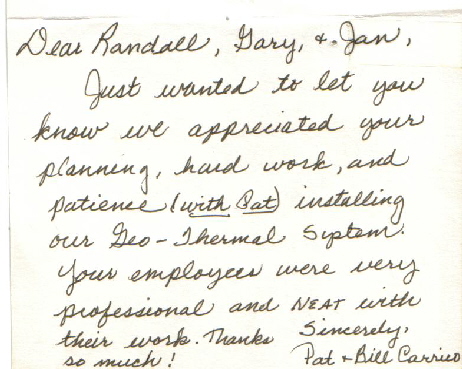 Dear Randall, Gary, & Jan,
Just wanted to let you
know we appreciated your
planning, hard work, and
patience (with Pat) installing
our Geo-Thermal System.
Your employees were very
professional and NEAT with
their work. Thanks Sincerely,
so much! Pat & Bill Carrico